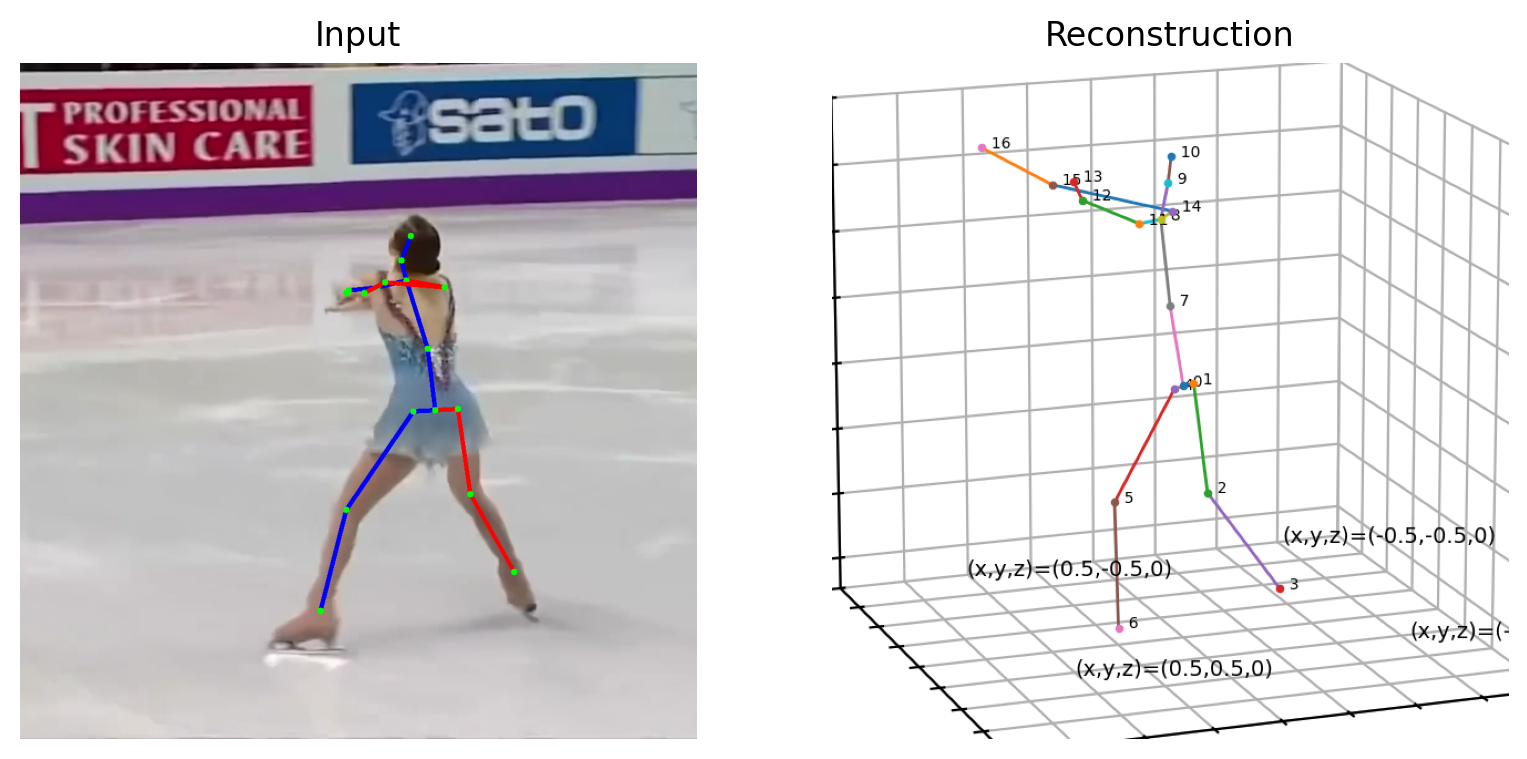 Input
T PROFESSIONAL
SKIN CARE
sato
Reconstruction
16
15
13
12
10
9
14
11
8
7
4
0
1
5
2
3
6
(x,y,z)=(0.5,-0.5,0)
(x,y,z)=(-0.5,-0.5,0)
(x,y,z)=(-
(x,y,z)=(0.5,0.5,0)